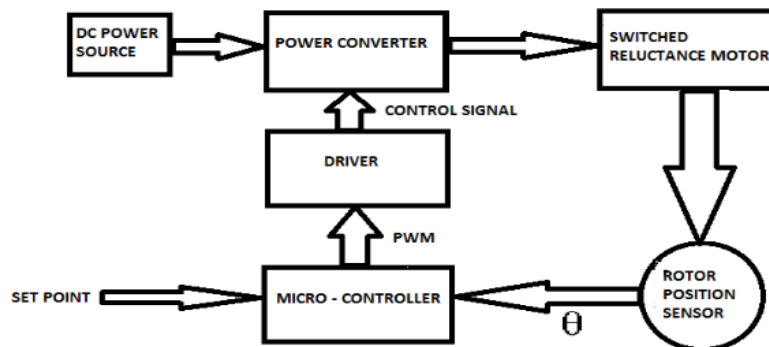 DC POWER
SOURCE
POWER CONVERTER
SWITCHED
RELUCTANCE MOTOR
CONTROL SIGNAL
DRIVER
PWM
SET POINT
MICRO - CONTROLLER
θ
ROTOR
POSITION
SENSOR